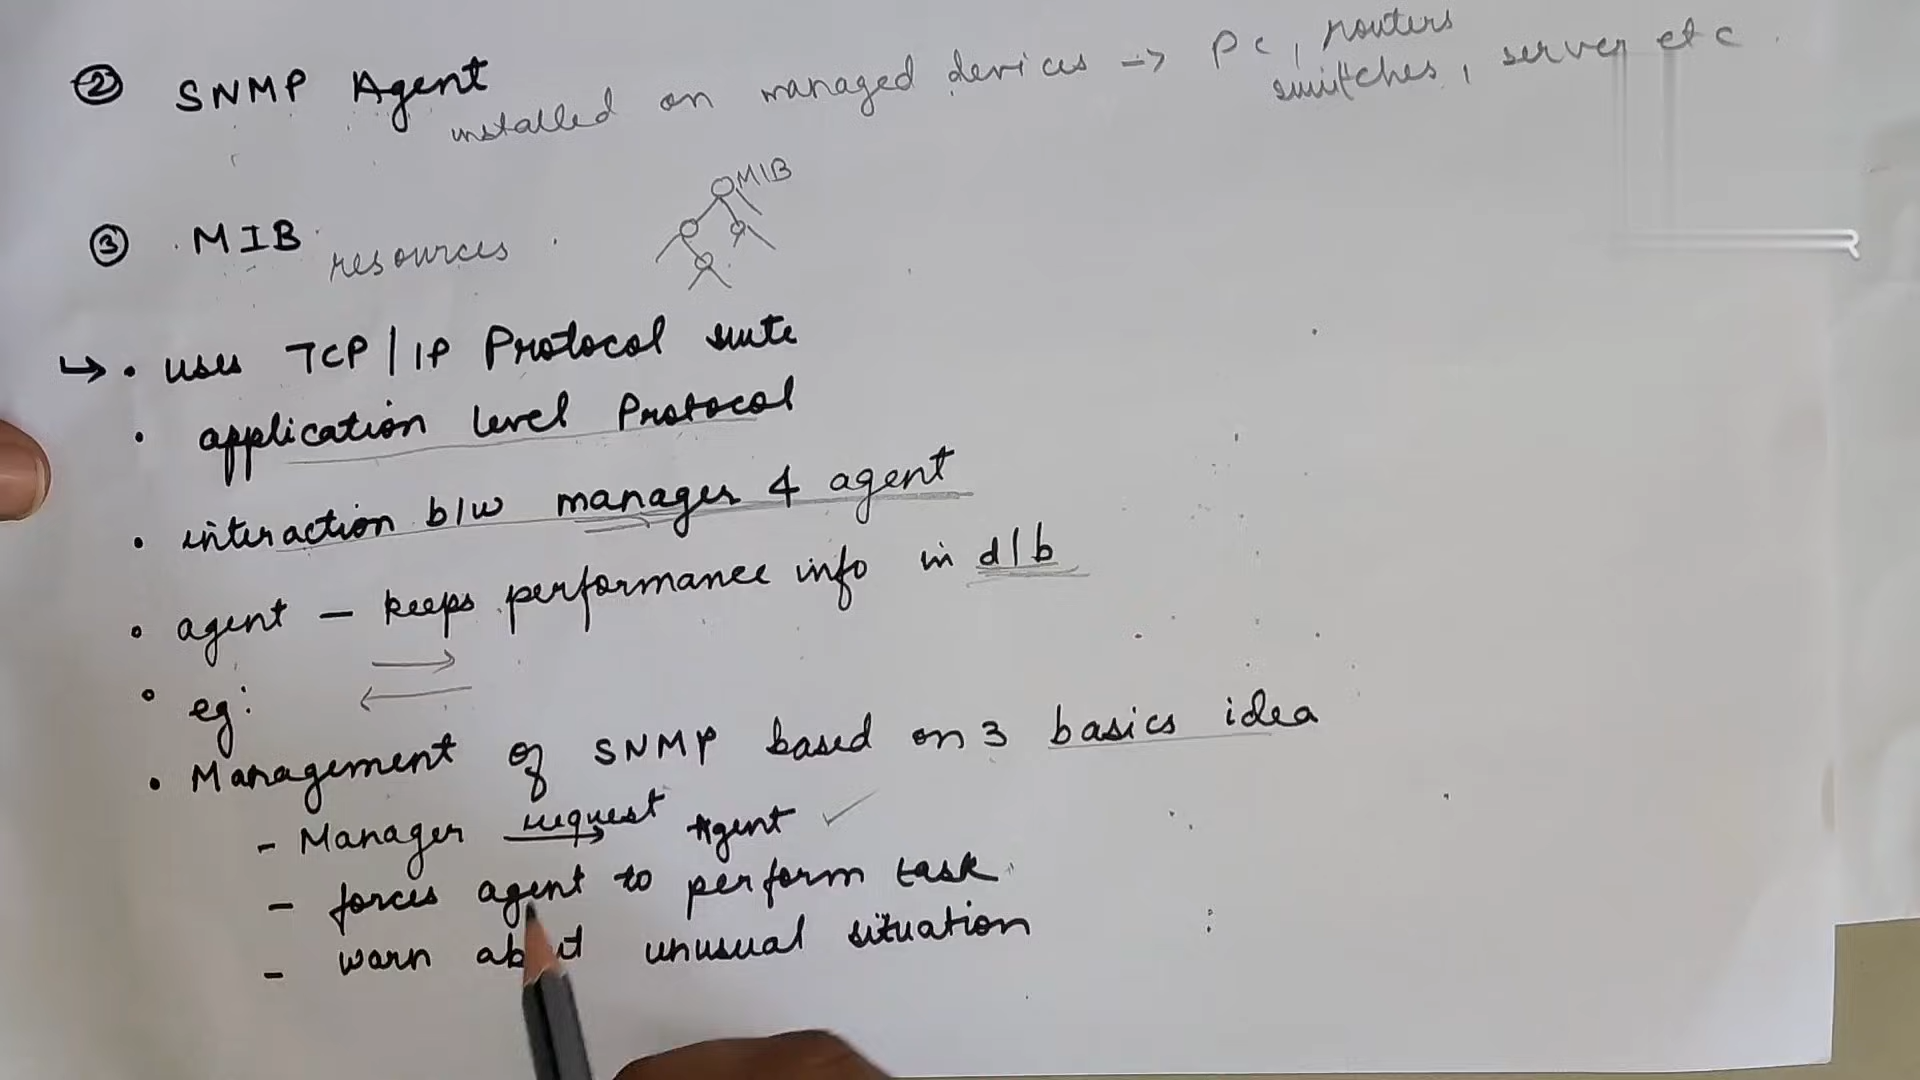 ② SNMP Agent
installed on managed devices -> Pc, routers
switches, server etc.
MIB
③ MIB resources.
↳ • uses TCP/IP Protocol suite
• application level Protocol
• interaction b/w manager & agent
• agent - keeps performance info in d/b
• eg:
• Management of SNMP based on 3 basics idea
- Manager request Agent ✓
- forces agent to perform task
- warn about unusual situation